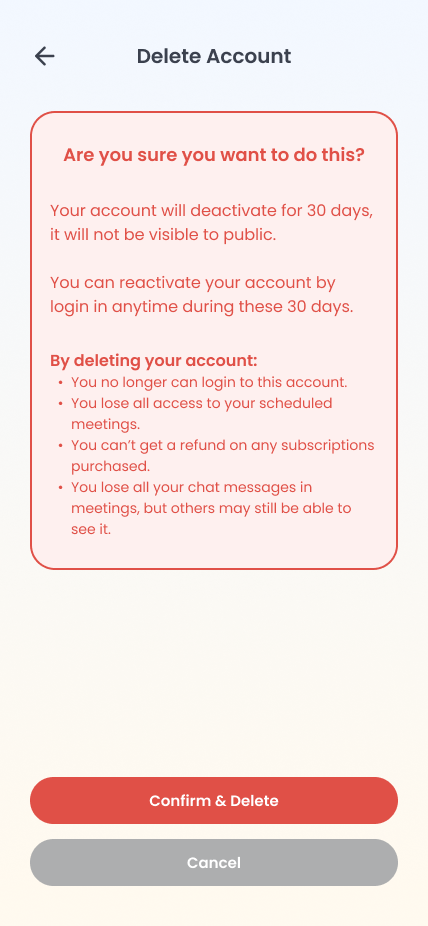 Delete Account
Are you sure you want to do this?
Your account will deactivate for 30 days,
it will not be visible to public.
You can reactivate your account by
login in anytime during these 30 days.
By deleting your account:
• You no longer can login to this account.
• You lose all access to your scheduled
meetings.
• You can’t get a refund on any subscriptions
purchased.
• You lose all your chat messages in
meetings, but others may still be able to
see it.
Confirm & Delete
Cancel